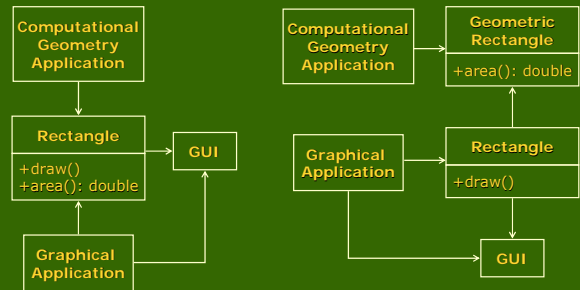 Computational
Geometry
Application
Rectangle
+draw()
+area(): double
GUI
Graphical
Application
Computational
Geometry
Application
Geometric
Rectangle
+area(): double
Graphical
Application
Rectangle
+draw()
GUI